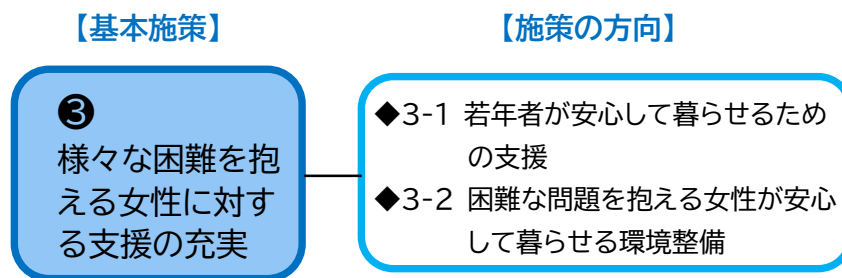 【基本施策】
【施策の方向】
❸
様々な困難を抱
える女性に対す
る支援の充実
◆3-1 若年者が安心して暮らせるため
の支援
◆3-2 困難な問題を抱える女性が安心
して暮らせる環境整備